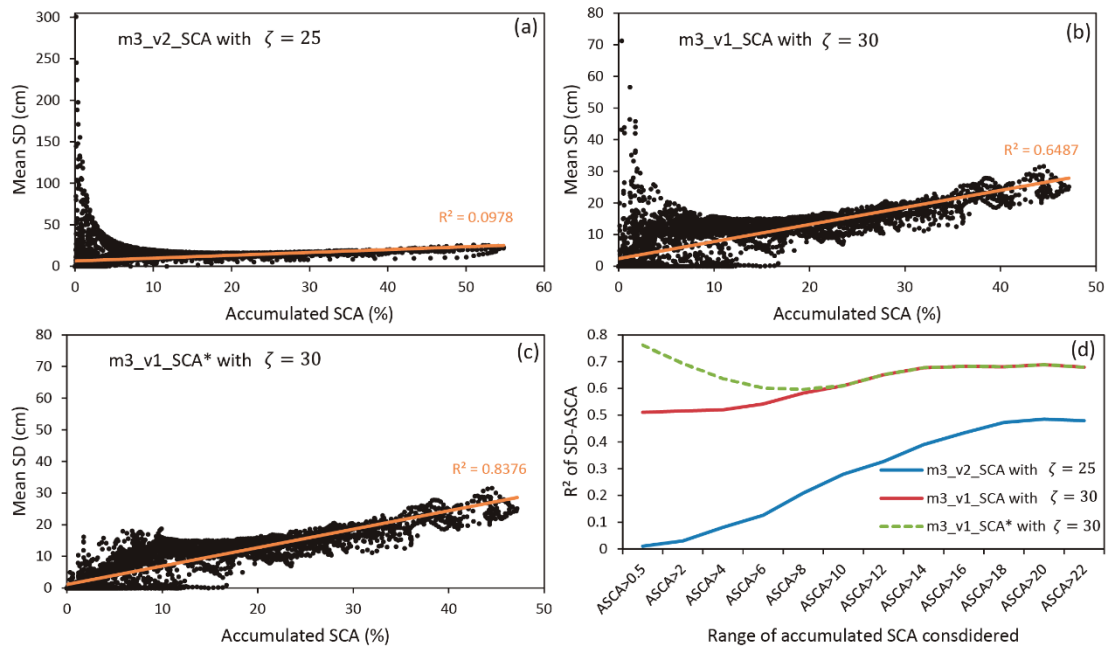 (a)
m3_v2_SCA with ζ = 25
Mean SD (cm)
300
250
200
150
100
50
0
R² = 0.0978
0 10 20 30 40 50 60
Accumulated SCA (%)
(b)
m3_v1_SCA with ζ = 30
Mean SD (cm)
80
70
60
50
40
30
20
10
0
R² = 0.6487
0 10 20 30 40 50
Accumulated SCA (%)
(c)
m3_v1_SCA* with ζ = 30
Mean SD (cm)
80
70
60
50
40
30
20
10
0
R² = 0.8376
0 10 20 30 40 50
Accumulated SCA (%)
(d)
R² of SD-ASCA
0.8
0.7
0.6
0.5
0.4
0.3
0.2
0.1
0
m3_v2_SCA with ζ = 25
m3_v1_SCA with ζ = 30
m3_v1_SCA* with ζ = 30
ASCA>0.5 ASCA>2 ASCA>4 ASCA>6 ASCA>8 ASCA>10 ASCA>12 ASCA>14 ASCA>16 ASCA>18 ASCA>20 ASCA>22
Range of accumulated SCA consdidered